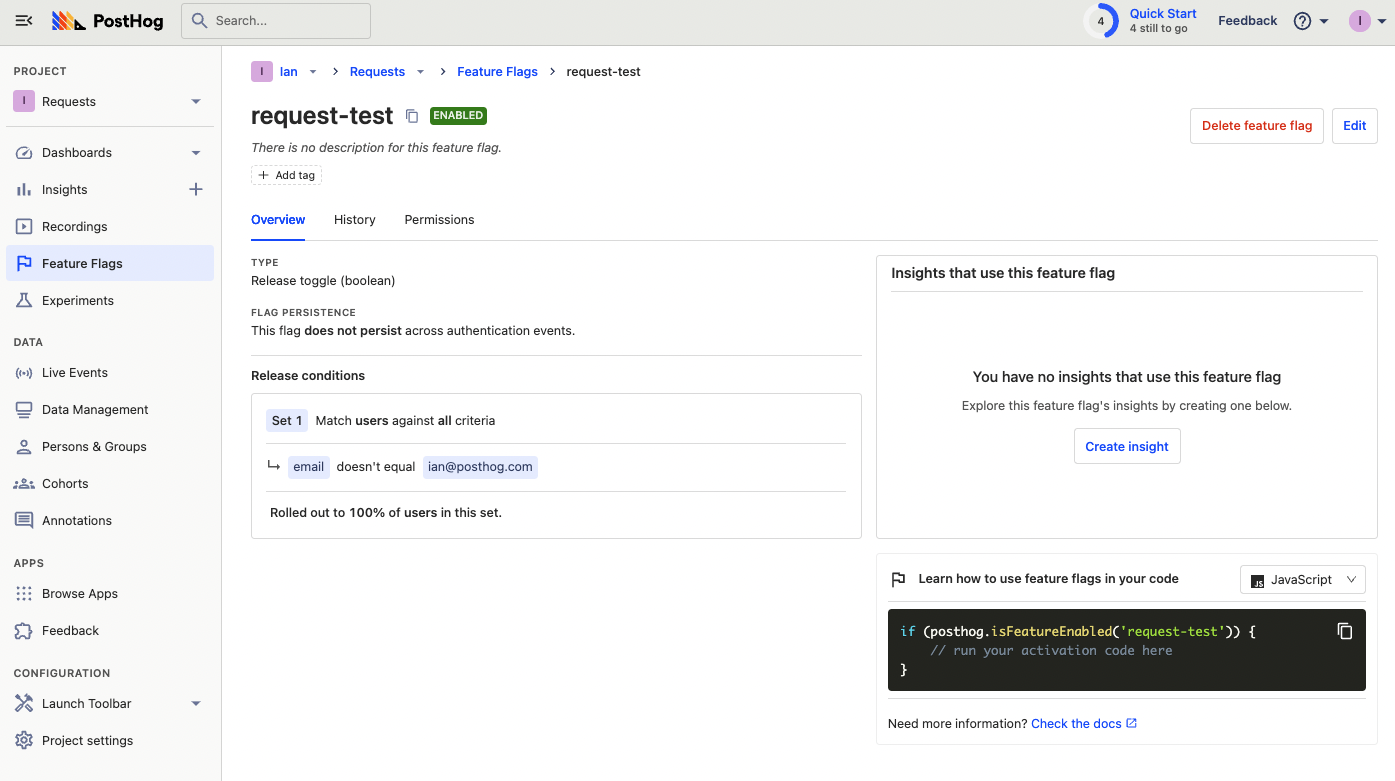 PostHog
Search...
4
Quick Start
4 still to go
Feedback
I
PROJECT
I Requests
Dashboards
Insights
Recordings
Feature Flags
Experiments
DATA
Live Events
Data Management
Persons & Groups
Cohorts
Annotations
APPS
Browse Apps
Feedback
CONFIGURATION
Launch Toolbar
Project settings
I Ian > Requests > Feature Flags > request-test
request-test ENABLED
Delete feature flag Edit
There is no description for this feature flag.
+ Add tag
Overview History Permissions
TYPE
Release toggle (boolean)
FLAG PERSISTENCE
This flag does not persist across authentication events.
Release conditions
Set 1 Match users against all criteria
email doesn't equal ian@posthog.com
Rolled out to 100% of users in this set.
Insights that use this feature flag
You have no insights that use this feature flag
Explore this feature flag's insights by creating one below.
Create insight
Learn how to use feature flags in your code
JS JavaScript
if (posthog.isFeatureEnabled('request-test')) {
// run your activation code here
}
Need more information? Check the docs